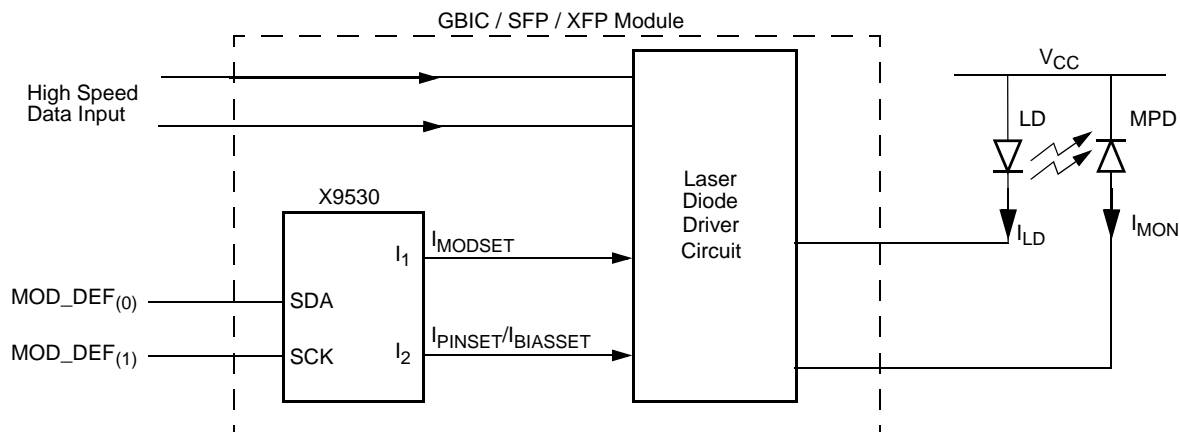 GBIC / SFP / XFP Module
High Speed
Data Input
V_CC
LD
MPD
Laser
Diode
Driver
Circuit
X9530
I_1
I_MODSET
I_LD
I_MON
MOD_DEF_(0)
SDA
I_PINSET/I_BIASSET
MOD_DEF_(1)
SCK
I_2